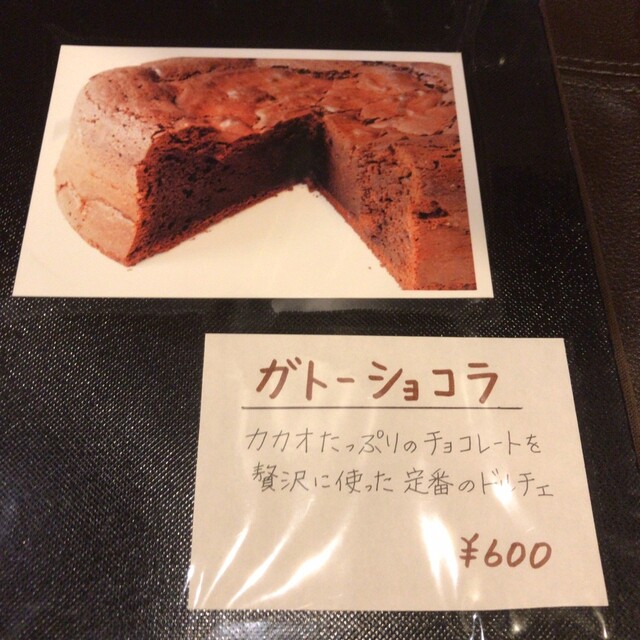 ガトーショコラ
カカオたっぷりのチョコレートを
贅沢に使った定番のドルチェ
¥600